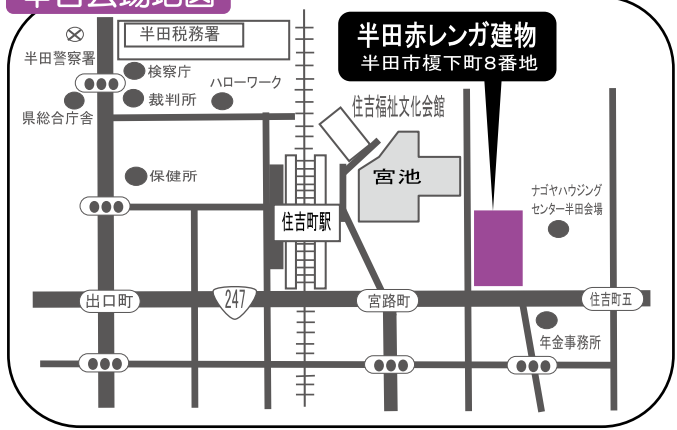 半田税務署
半田警察署
検察庁
ハローワーク
裁判所
県総合庁舎
保健所
住吉福祉文化会館
宮池
住吉町駅
半田赤レンガ建物
半田市榎下町8番地
ナゴヤハウジング
センター半田会場
出口町
247
宮路町
住吉町五
年金事務所